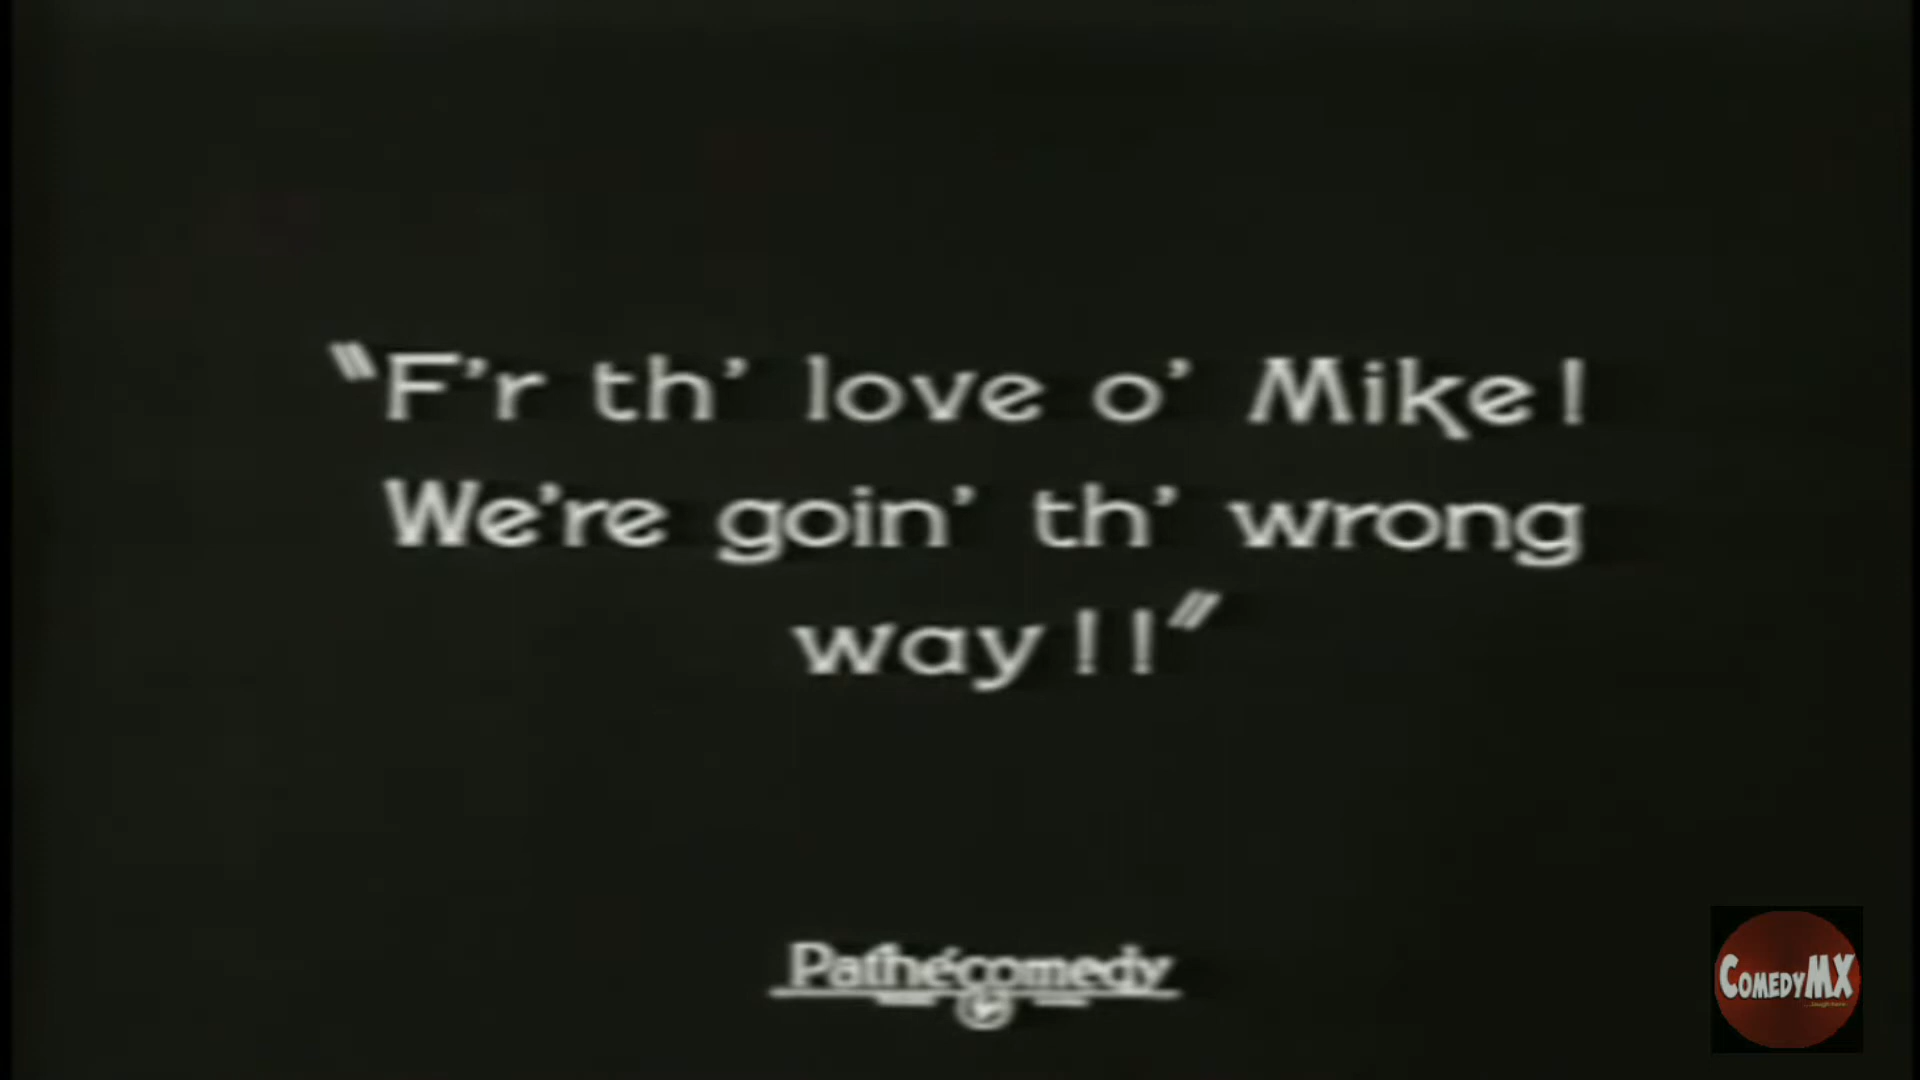 "F'r th' love o' Mike!
We're goin' th' wrong
way!!"
Pathécomedy
COMEDYMX